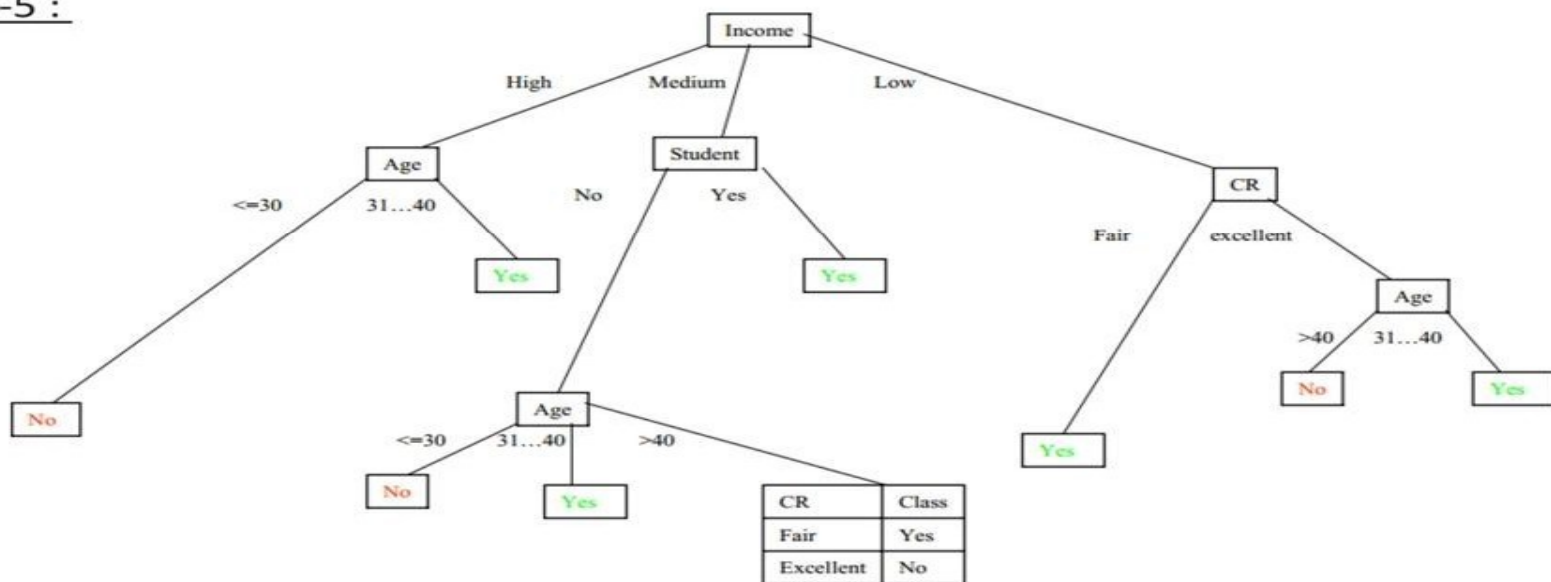 -5 :
Income
High Medium Low
Age Student CR
<=30 31...40 No Yes Fair excellent
Yes Yes Age
>40 31...40
No Yes
No Age Yes
<=30 31...40 >40
No Yes
CR Class
Fair Yes
Excellent No